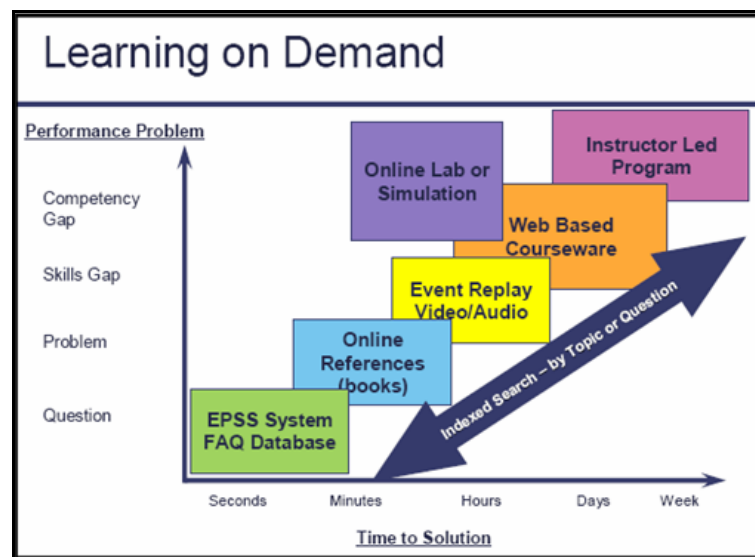 Learning on Demand
Performance Problem
Competency
Gap
Skills Gap
Problem
Question
Online Lab or
Simulation
Instructor Led
Program
Web Based
Courseware
Event Replay
Video/Audio
Online
References
(books)
EPSS System
FAQ Database
Indexed Search – by Topic or Question
Seconds
Minutes
Hours
Days
Week
Time to Solution